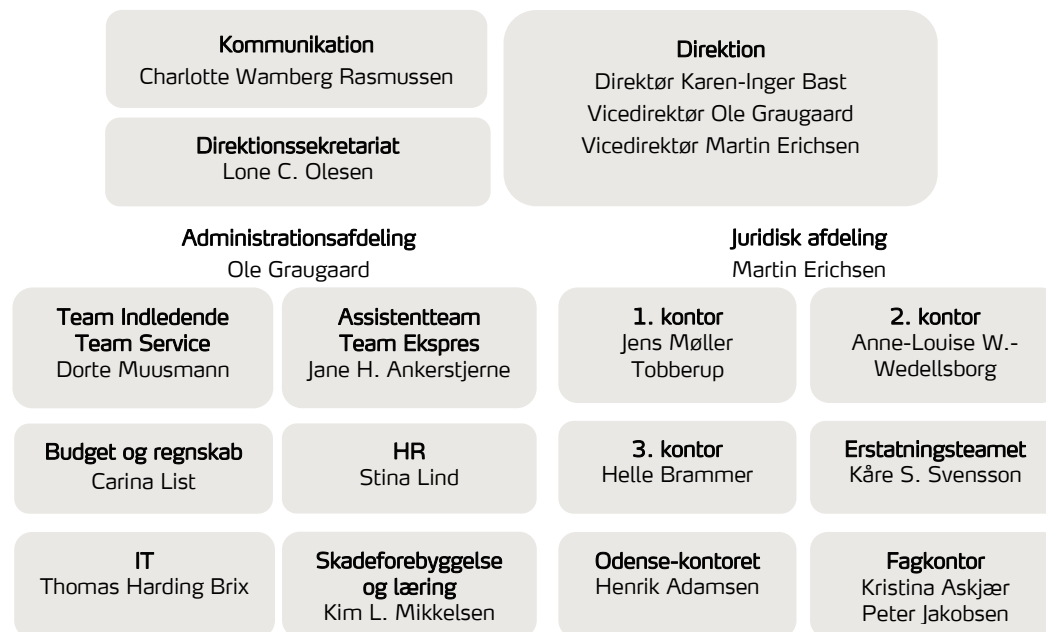 Kommunikation
Charlotte Wamberg Rasmussen
Direktionssekretariat
Lone C. Olesen
Direktion
Direktør Karen-Inger Bast
Vicedirektør Ole Graugaard
Vicedirektør Martin Erichsen
Administrationsafdeling
Ole Graugaard
Team Indledende
Team Service
Dorte Muusmann
Assistentteam
Team Ekspres
Jane H. Ankerstjerne
Budget og regnskab
Carina List
HR
Stina Lind
IT
Thomas Harding Brix
Skadeforebyggelse
og læring
Kim L. Mikkelsen
Juridisk afdeling
Martin Erichsen
1. kontor
Jens Møller
Tobberup
2. kontor
Anne-Louise W.-
Wedellsborg
3. kontor
Helle Brammer
Erstatningsteamet
Kåre S. Svensson
Odense-kontoret
Henrik Adamsen
Fagkontor
Kristina Askjær
Peter Jakobsen